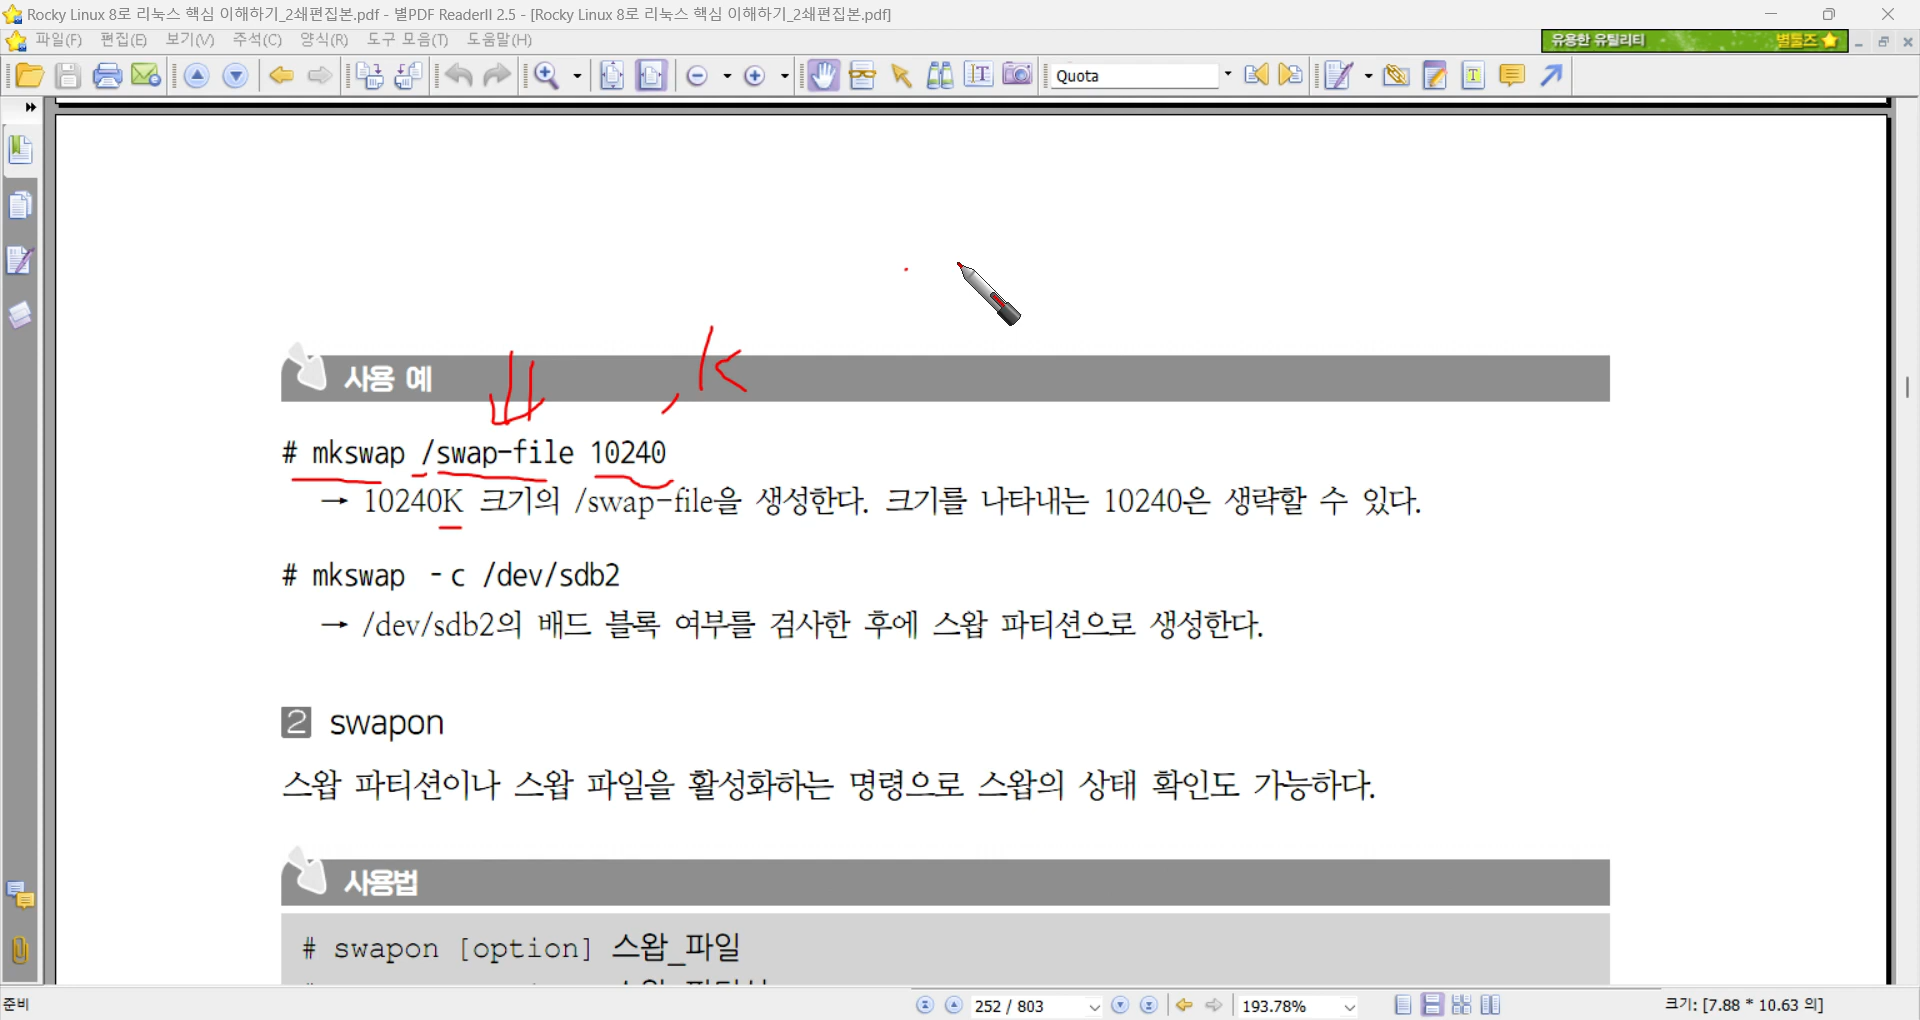 Rocky Linux 8로 리눅스 핵심 이해하기_2쇄편집본.pdf - 별PDF ReaderII 2.5 - [Rocky Linux 8로 리눅스 핵심 이해하기_2쇄편집본.pdf]
파일(F) 편집(E) 보기(V) 주석(C) 양식(R) 도구 모음(T) 도움말(H)
유용한 유틸리티 별툴즈
Quota
K
사용 예
# mkswap /swap-file 10240
→ 10240K 크기의 /swap-file을 생성한다. 크기를 나타내는 10240은 생략할 수 있다.
# mkswap -c /dev/sdb2
→ /dev/sdb2의 배드 블록 여부를 검사한 후에 스왑 파티션으로 생성한다.
2 swapon
스왑 파티션이나 스왑 파일을 활성화하는 명령으로 스왑의 상태 확인도 가능하다.
사용법
# swapon [option] 스왑_파일
준비
252 / 803
193.78%
크기: [7.88 * 10.63 의]